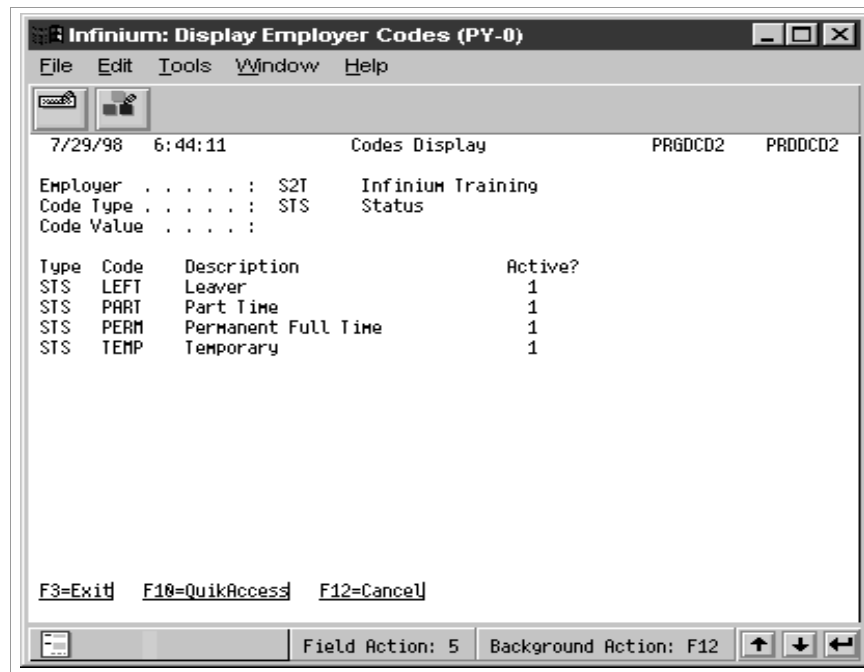 Infinium: Display Employer Codes (PY-0)
File Edit Tools Window Help
7/29/98 6:44:11 Codes Display PRGDCD2 PRDDCD2
Employer . . . . . : S2T Infinium Training
Code Type . . . . . : STS Status
Code Value . . . . :
Type Code Description Active?
STS LEFT Leaver 1
STS PART Part Time 1
STS PERM Permanent Full Time 1
STS TEMP Temporary 1
F3=Exit F10=QuikAccess F12=Cancel
Field Action: 5 Background Action: F12